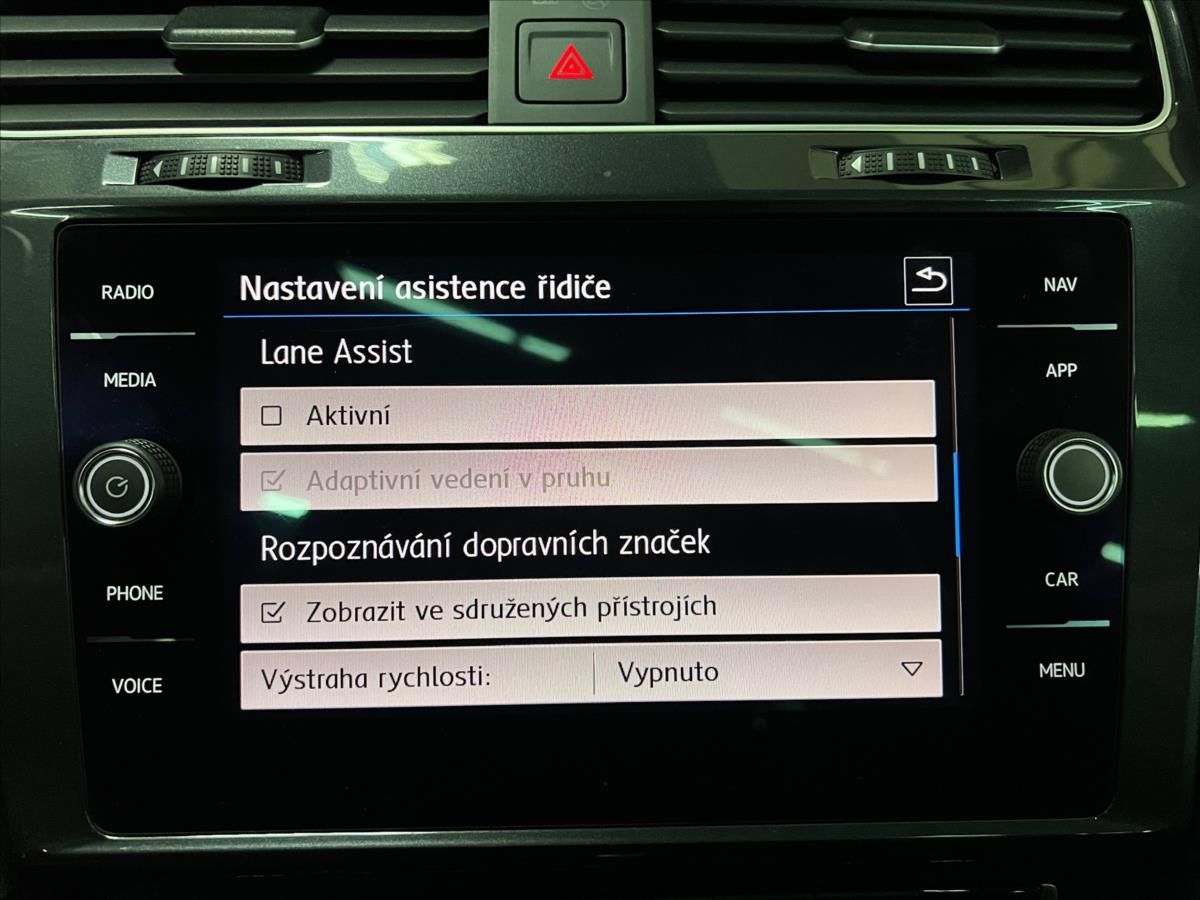 Nastavení asistence řidiče
Lane Assist
Aktivní
Adaptivní vedení v pruhu
Rozpoznávání dopravních značek
Zobrazit ve sdružených přístrojích
Výstraha rychlosti: Vypnuto
RADIO
MEDIA
PHONE
VOICE
NAV
APP
CAR
MENU